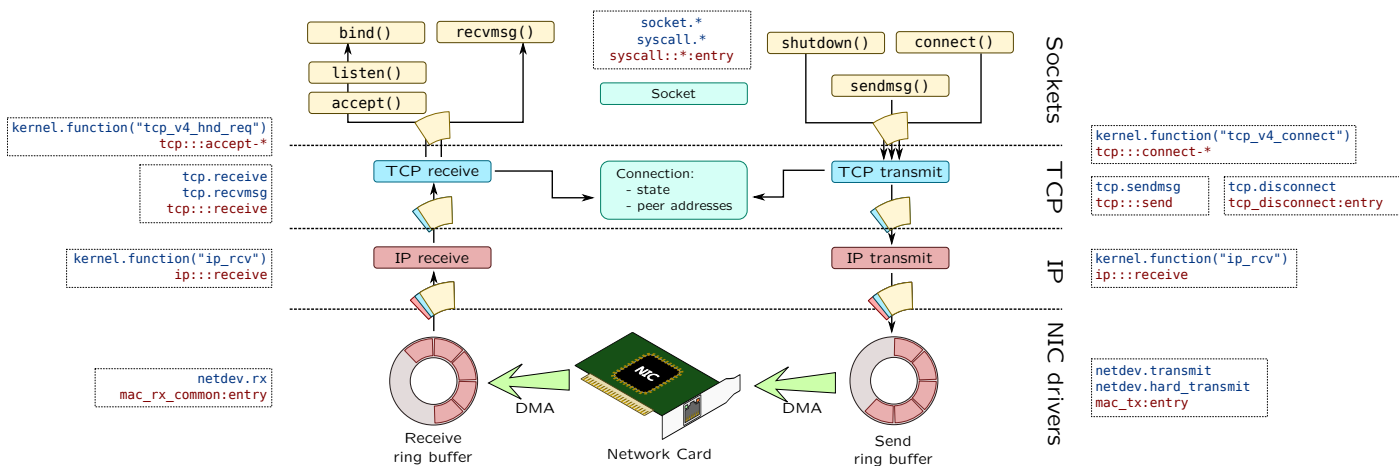 bind()
recvmsg()
listen()
accept()
socket.*
syscall.*
syscall::*:entry
Socket
shutdown()
connect()
sendmsg()
Sockets
kernel.function("tcp_v4_hnd_req")
tcp:::accept-*
tcp.receive
tcp.recvmsg
tcp:::receive
TCP receive
Connection:
- state
- peer addresses
TCP transmit
TCP
kernel.function("tcp_v4_connect")
tcp:::connect-*
tcp.sendmsg
tcp:::send
tcp.disconnect
tcp_disconnect:entry
kernel.function("ip_rcv")
ip:::receive
IP receive
IP transmit
IP
kernel.function("ip_rcv")
ip:::receive
netdev.rx
mac_rx_common:entry
Receive
ring buffer
DMA
NIC
Network Card
DMA
Send
ring buffer
NIC drivers
netdev.transmit
netdev.hard_transmit
mac_tx:entry